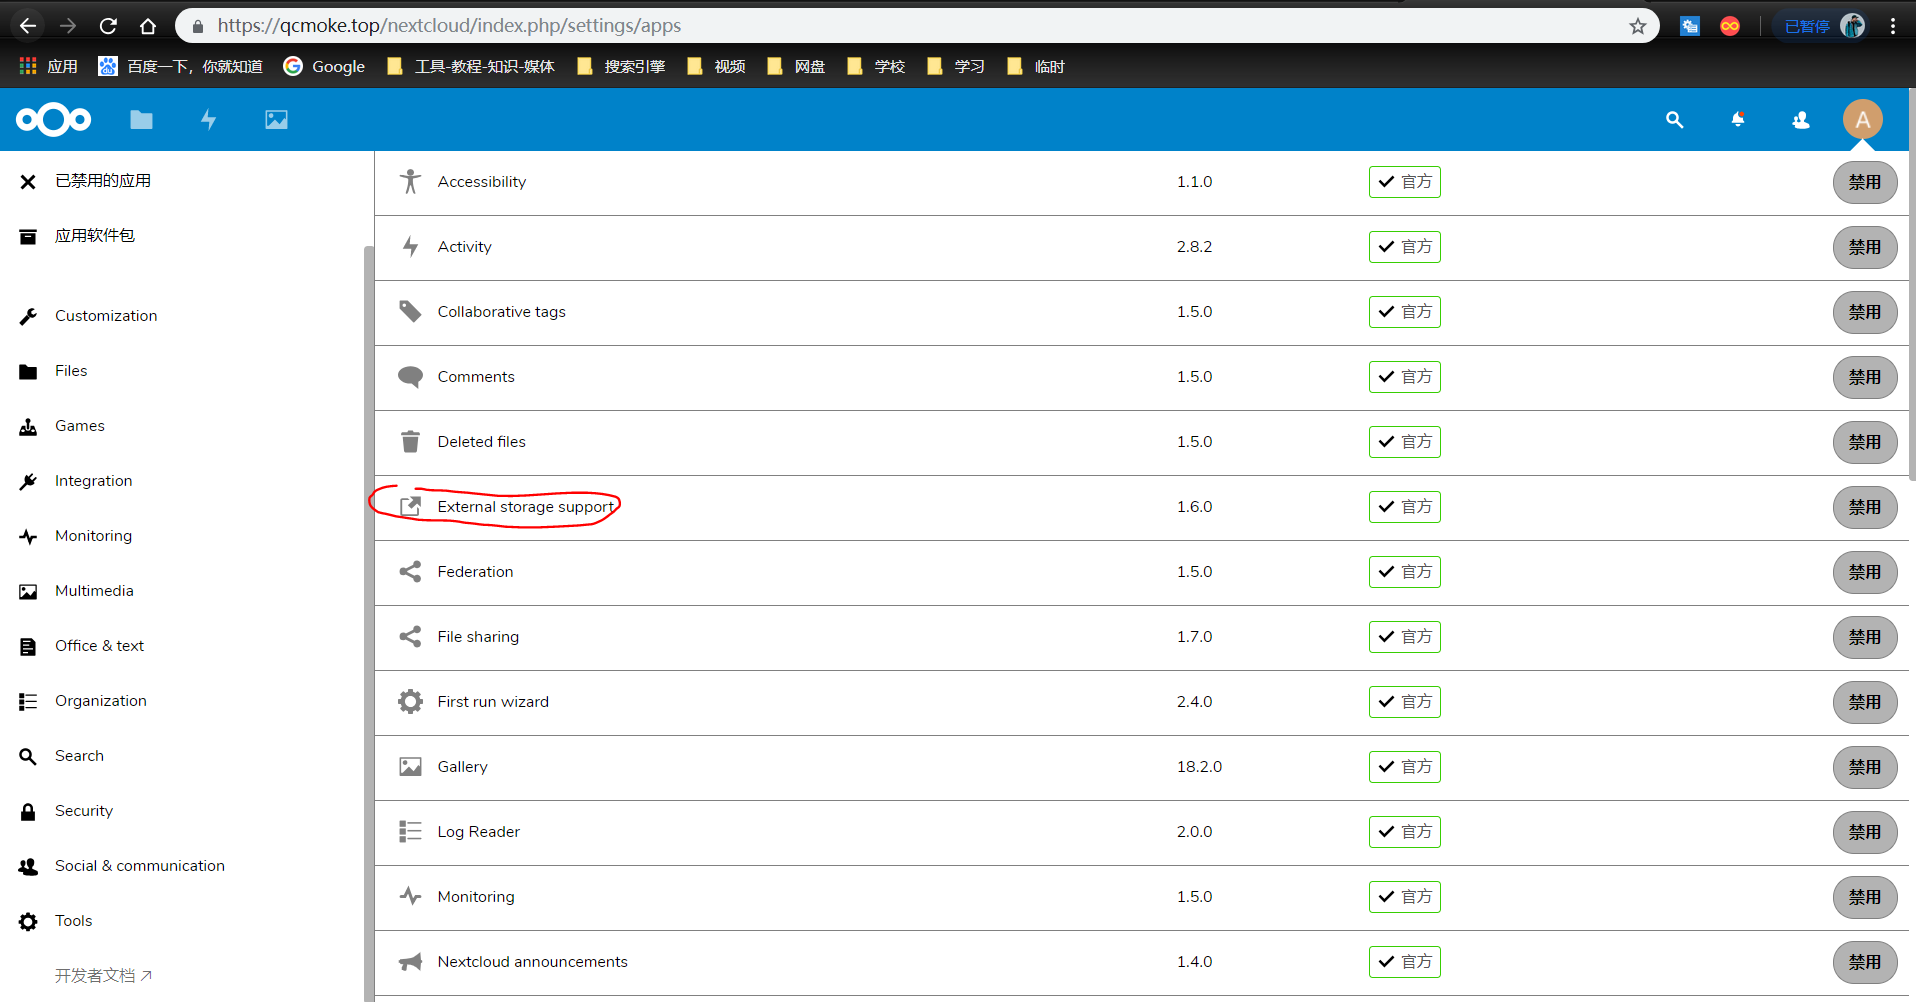 https://qcmoke.top/nextcloud/index.php/settings/apps 已暂停
应用 百度一下，你就知道 Google 工具-教程-知识-媒体 搜索引擎 视频 网盘 学校 学习 临时
A
已禁用的应用
应用软件包
Customization
Files
Games
Integration
Monitoring
Multimedia
Office & text
Organization
Search
Security
Social & communication
Tools
开发者文档
Accessibility 1.1.0 官方 禁用
Activity 2.8.2 官方 禁用
Collaborative tags 1.5.0 官方 禁用
Comments 1.5.0 官方 禁用
Deleted files 1.5.0 官方 禁用
External storage support 1.6.0 官方 禁用
Federation 1.5.0 官方 禁用
File sharing 1.7.0 官方 禁用
First run wizard 2.4.0 官方 禁用
Gallery 18.2.0 官方 禁用
Log Reader 2.0.0 官方 禁用
Monitoring 1.5.0 官方 禁用
Nextcloud announcements 1.4.0 官方 禁用